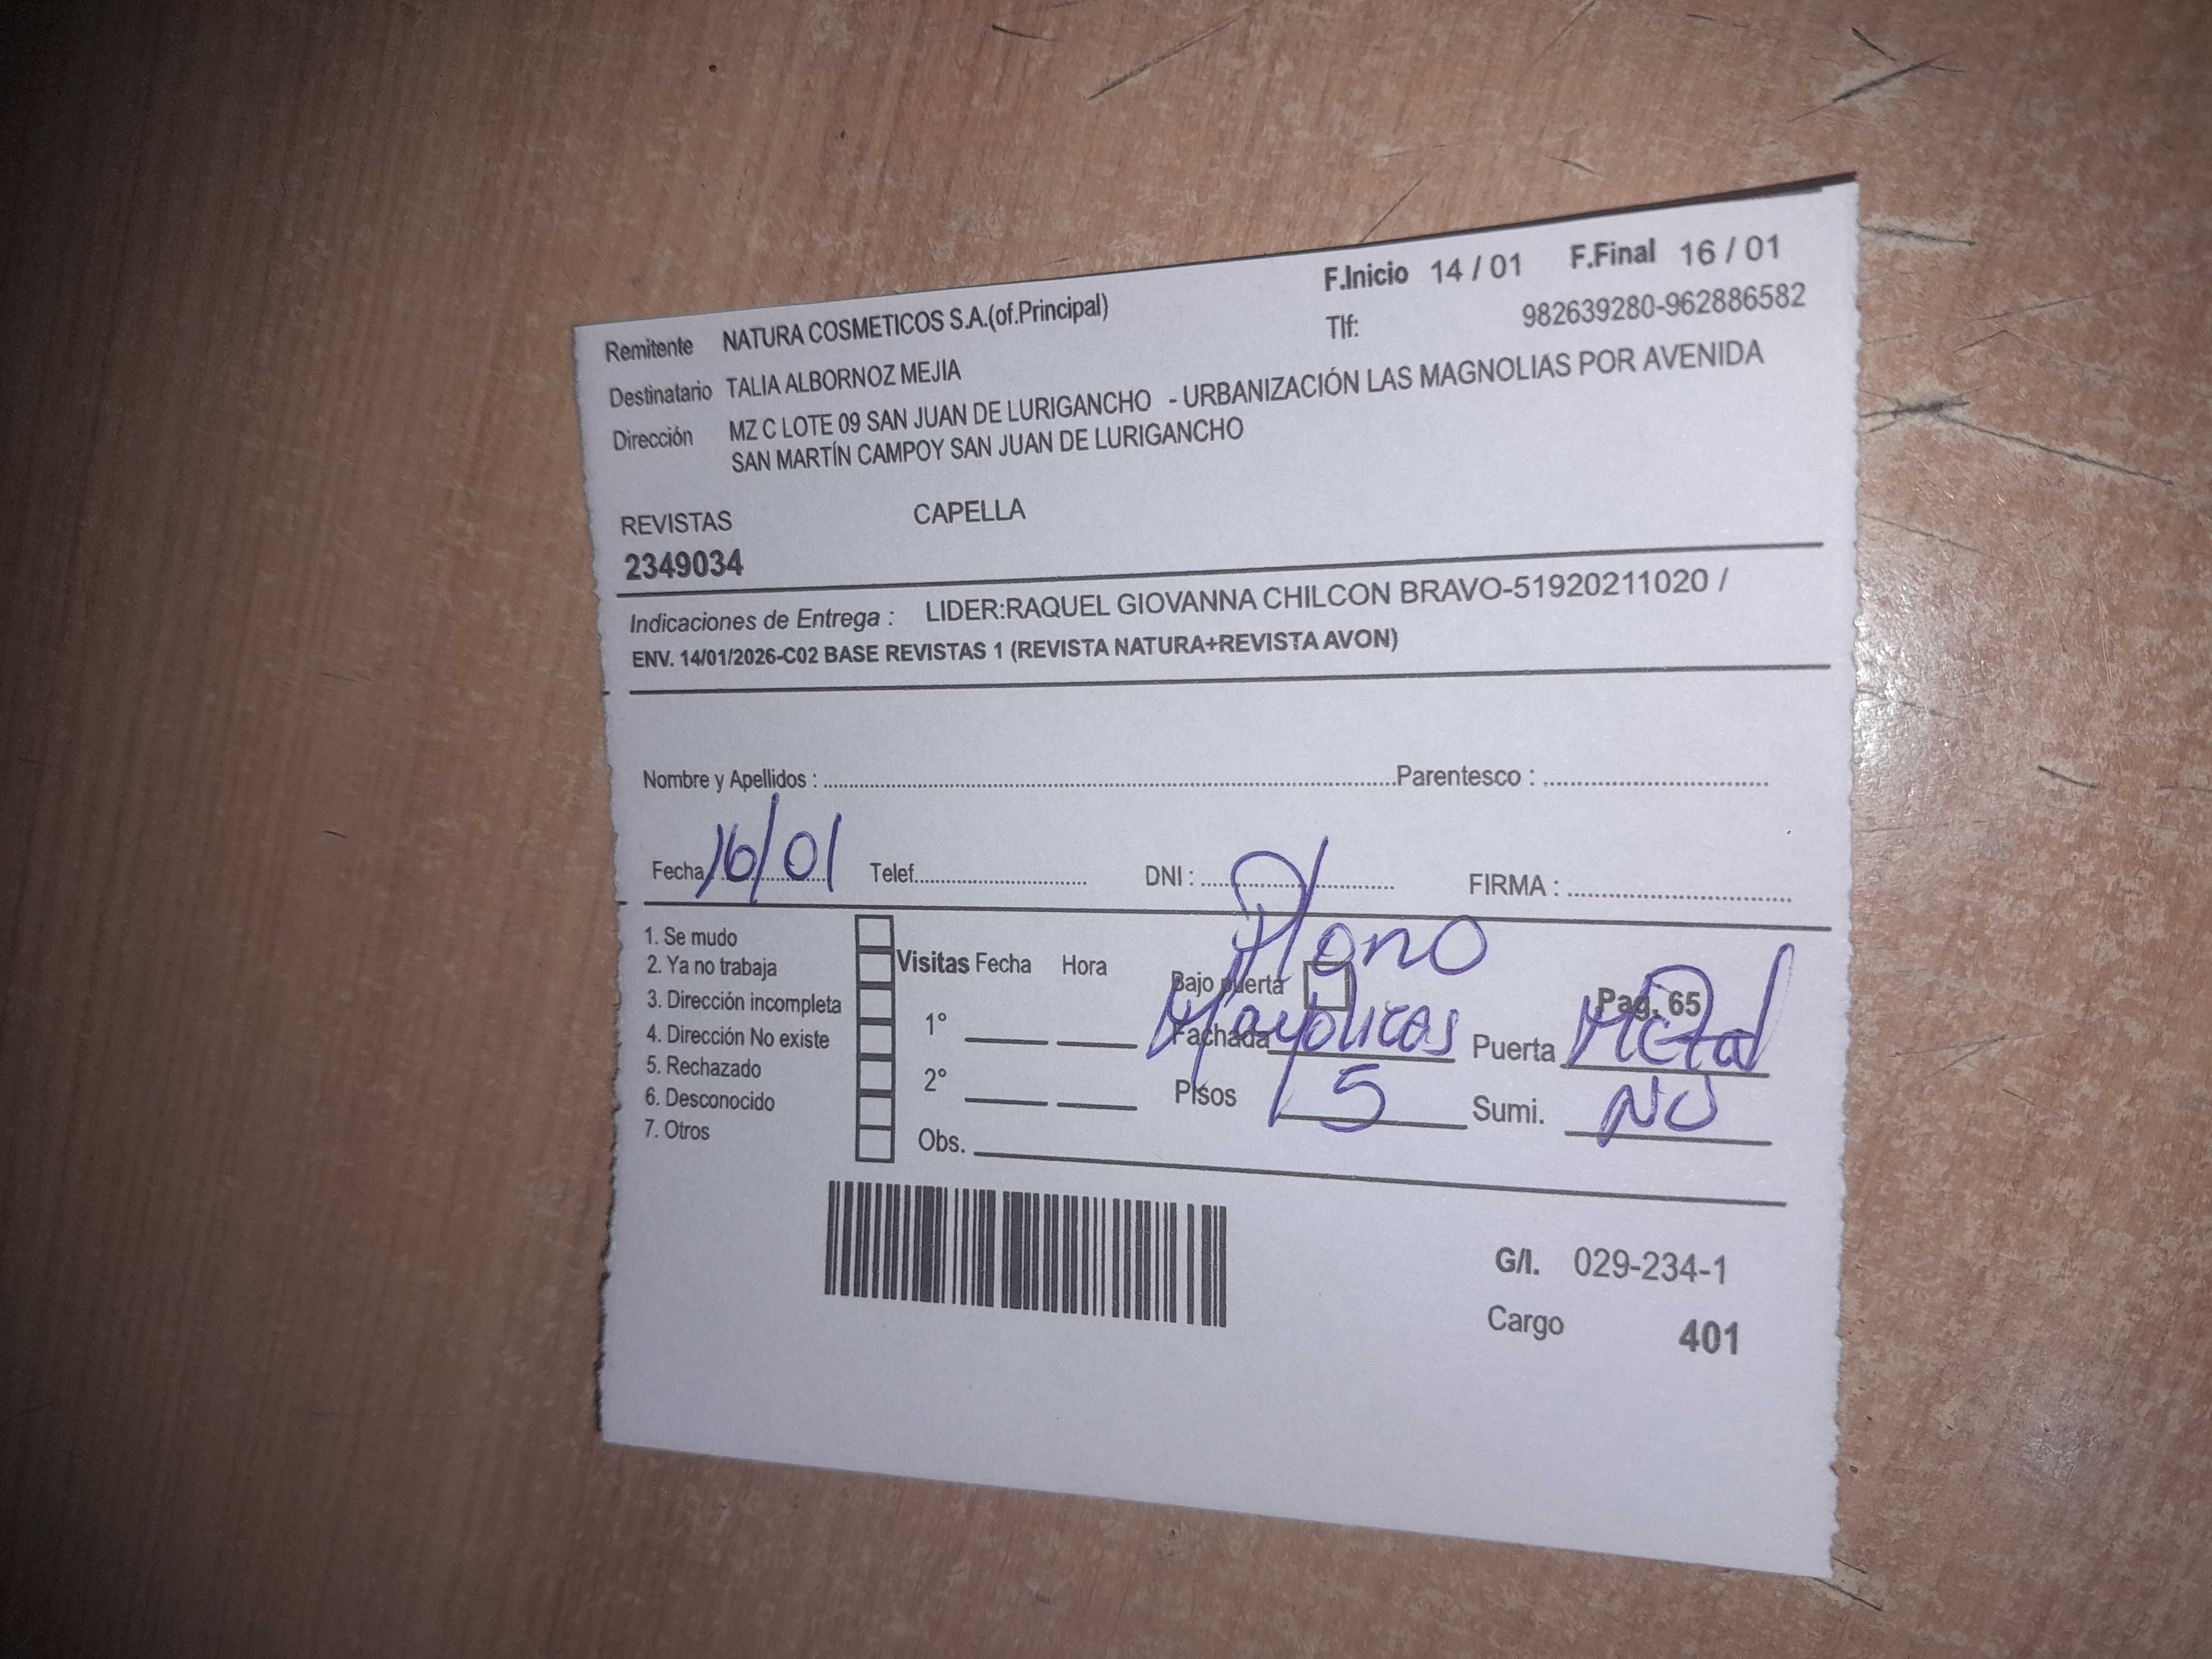 F.Inicio 14 / 01 F.Final 16 / 01
Remitente NATURA COSMETICOS S.A.(of.Principal) Tlf: 982639280-962886582
Destinatario TALIA ALBORNOZ MEJIA
Dirección MZ C LOTE 09 SAN JUAN DE LURIGANCHO - URBANIZACIÓN LAS MAGNOLIAS POR AVENIDA
SAN MARTÍN CAMPOY SAN JUAN DE LURIGANCHO
REVISTAS CAPELLA
2349034
Indicaciones de Entrega : LIDER:RAQUEL GIOVANNA CHILCON BRAVO-51920211020 /
ENV. 14/01/2026-C02 BASE REVISTAS 1 (REVISTA NATURA+REVISTA AVON)
Nombre y Apellidos : Parentesco :
Fecha 16/01 Telef. DNI : FIRMA :
1. Se mudo
2. Ya no trabaja
3. Dirección incompleta
4. Dirección No existe
5. Rechazado
6. Desconocido
7. Otros
Visitas Fecha Hora
1°
2°
Obs.
Bajo puerta Pag. 65
Fachada Mayolicas Puerta Metal
Pisos 5 Sumi. NO
G/I. 029-234-1
Cargo 401